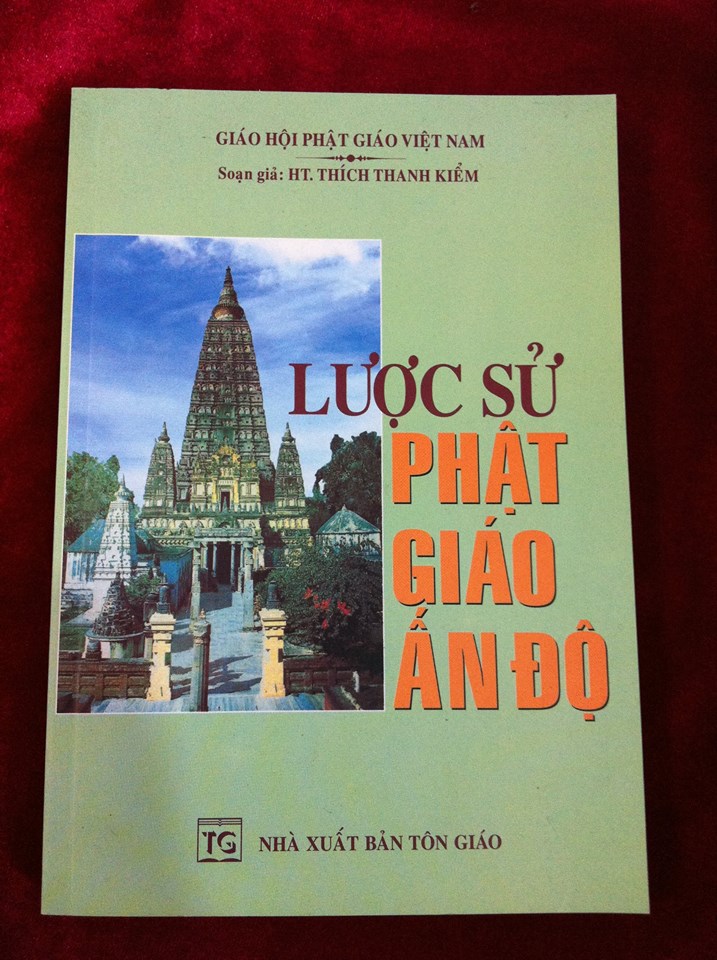 GIÁO HỘI PHẬT GIÁO VIỆT NAM
Soạn giả: HT. THÍCH THANH KIỂM
LƯỢC SỬ
PHẬT
GIÁO
ẤN ĐỘ
TG
NHÀ XUẤT BẢN TÔN GIÁO